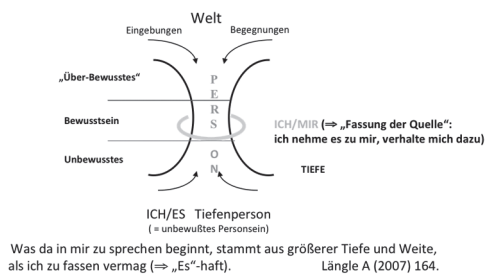 Welt
Eingebungen Begegnungen
„Über-Bewusstes"
P
E
R
S
O
N
Bewusstsein
ICH/MIR (⇒ „Fassung der Quelle":
ich nehme es zu mir, verhalte mich dazu)
Unbewusstes
TIEFE
ICH/ES Tiefenperson
( = unbewußtes Personsein)
Was da in mir zu sprechen beginnt, stammt aus größerer Tiefe und Weite,
als ich zu fassen vermag (⇒ „Es"-haft). Längle A (2007) 164.